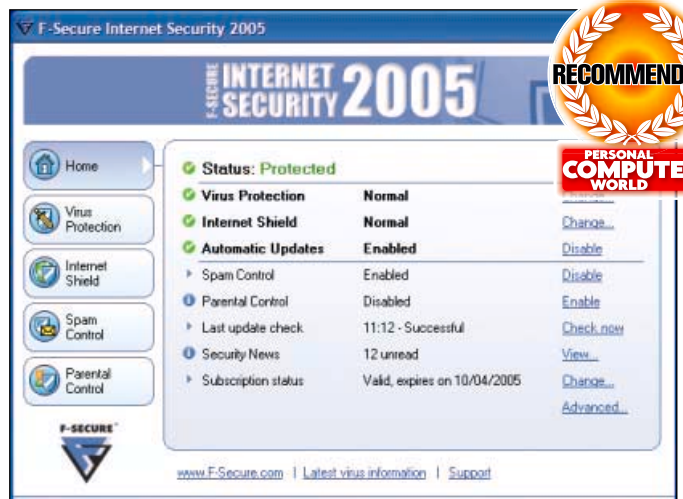 F-Secure Internet Security 2005
F-SECURE INTERNET SECURITY 2005
RECOMMEND
PERSONAL
COMPUTE
WORLD
Home
Virus Protection
Internet Shield
Spam Control
Parental Control
F-SECURE
Status: Protected
Virus Protection Normal
Internet Shield Normal Change...
Automatic Updates Enabled Disable
Spam Control Enabled Disable
Parental Control Disabled Enable
Last update check 11:12 - Successful Check now
Security News 12 unread View...
Subscription status Valid, expires on 10/04/2005 Change...
Advanced...
www.F-Secure.com | Latest virus information | Support